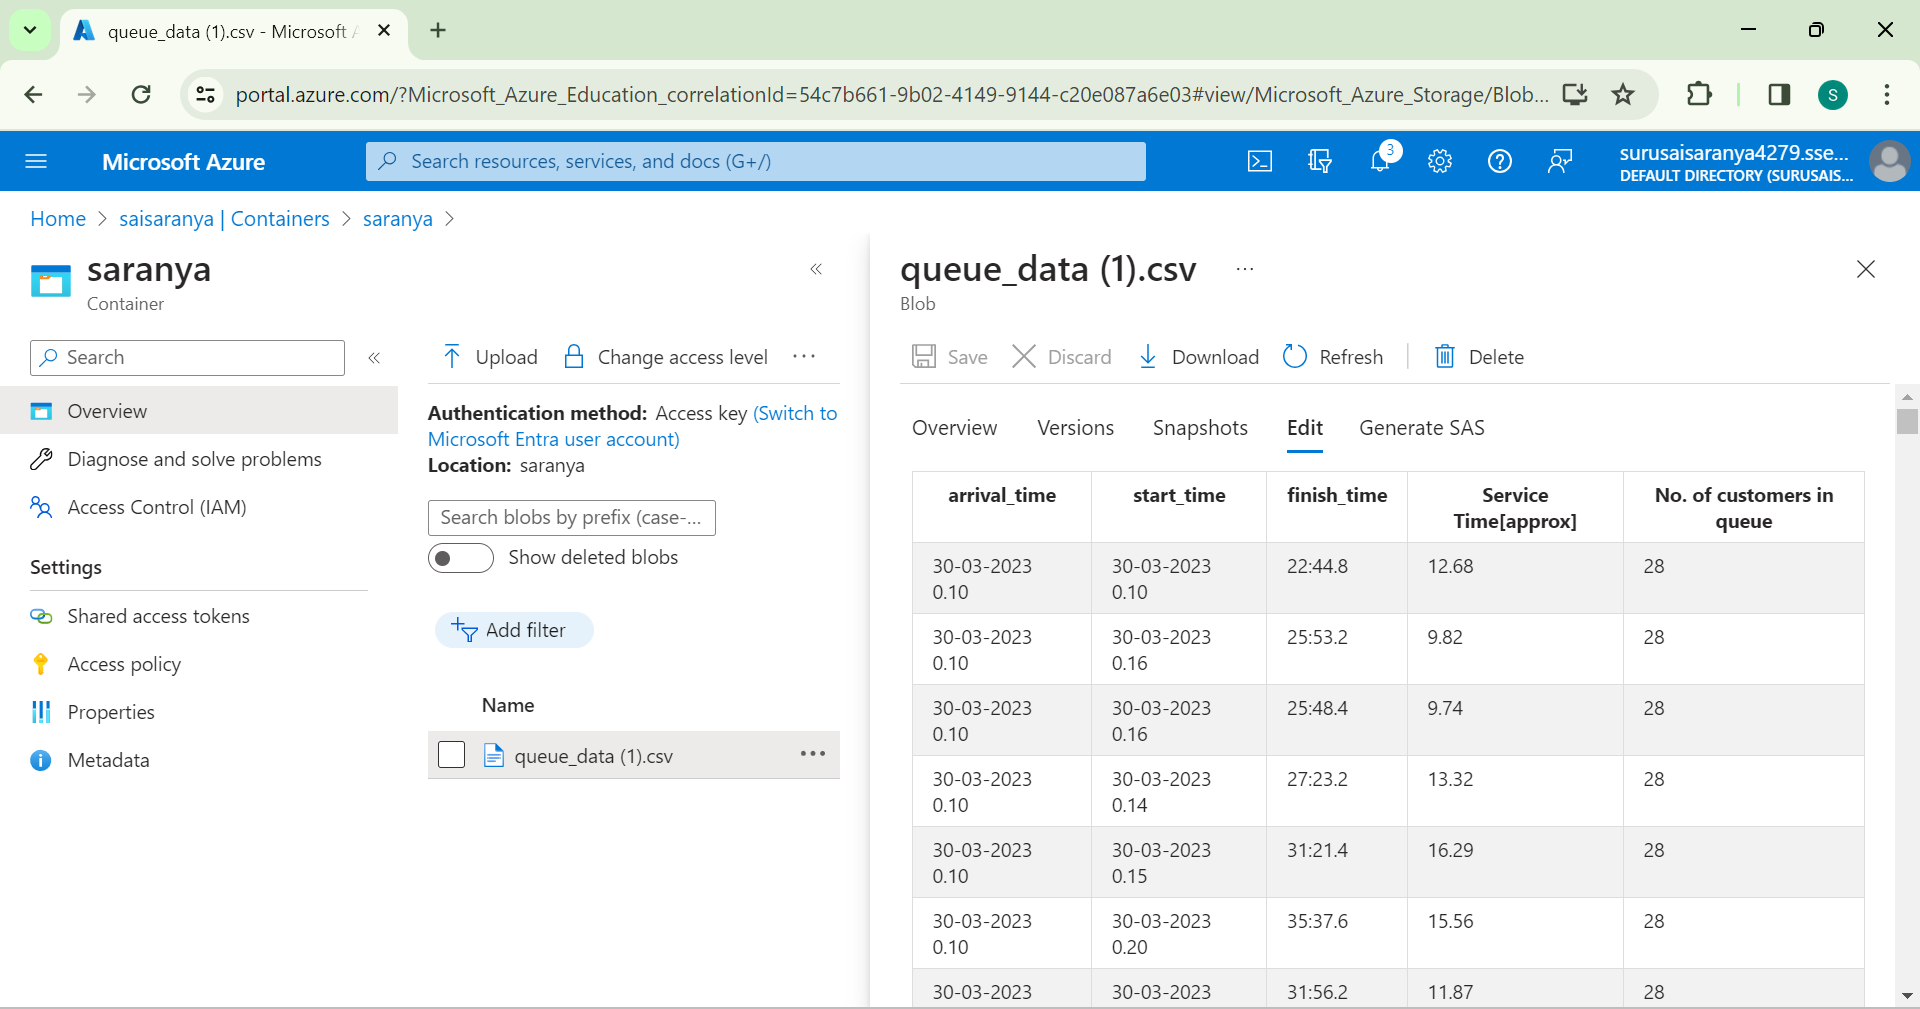 queue_data (1).csv - Microsoft
portal.azure.com/?Microsoft_Azure_Education_correlationId=54c7b661-9b02-4149-9144-c20e087a6e03#view/Microsoft_Azure_Storage/Blob...
S
Microsoft Azure
Search resources, services, and docs (G+/)
3
surusaisaranya4279.sse...
DEFAULT DIRECTORY (SURUSAIS...
Home > saisaranya | Containers > saranya >
saranya
Container
Search
Overview
Diagnose and solve problems
Access Control (IAM)
Settings
Shared access tokens
Access policy
Properties
Metadata
Upload Change access level ...
Authentication method: Access key (Switch to
Microsoft Entra user account)
Location: saranya
Search blobs by prefix (case-...
Show deleted blobs
Add filter
Name
queue_data (1).csv ...
queue_data (1).csv ...
Blob
Save Discard Download Refresh Delete
Overview Versions Snapshots Edit Generate SAS
arrival_time start_time finish_time Service No. of customers in
Time[approx] queue
30-03-2023 30-03-2023 22:44.8 12.68 28
0.10 0.10
30-03-2023 30-03-2023 25:53.2 9.82 28
0.10 0.16
30-03-2023 30-03-2023 25:48.4 9.74 28
0.10 0.16
30-03-2023 30-03-2023 27:23.2 13.32 28
0.10 0.14
30-03-2023 30-03-2023 31:21.4 16.29 28
0.10 0.15
30-03-2023 30-03-2023 35:37.6 15.56 28
0.10 0.20
30-03-2023 30-03-2023 31:56.2 11.87 28